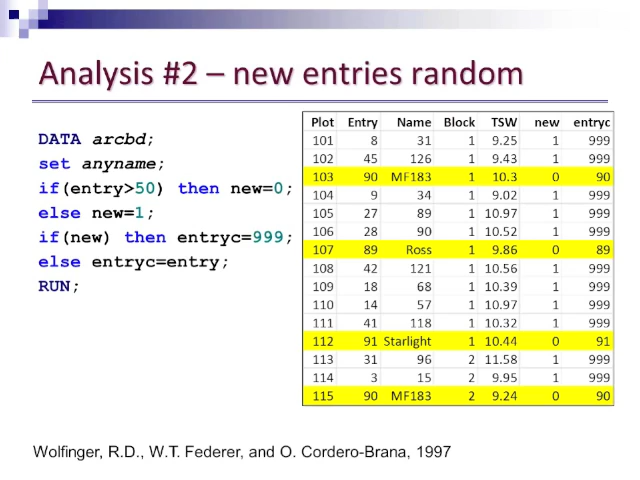 Analysis #2 – new entries random
DATA arcbd;
set anyname;
if(entry>50) then new=0;
else new=1;
if(new) then entryc=999;
else entryc=entry;
RUN;
Plot Entry Name Block TSW new entryc
101 8 31 1 9.25 1 999
102 45 126 1 9.43 1 999
103 90 MF183 1 10.3 0 90
104 9 34 1 9.02 1 999
105 27 89 1 10.97 1 999
106 28 90 1 10.52 1 999
107 89 Ross 1 9.86 0 89
108 42 121 1 10.56 1 999
109 18 68 1 10.39 1 999
110 14 57 1 10.97 1 999
111 41 118 1 10.32 1 999
112 91 Starlight 1 10.44 0 91
113 31 96 2 11.58 1 999
114 3 15 2 9.95 1 999
115 90 MF183 2 9.24 0 90
Wolfinger, R.D., W.T. Federer, and O. Cordero-Brana, 1997